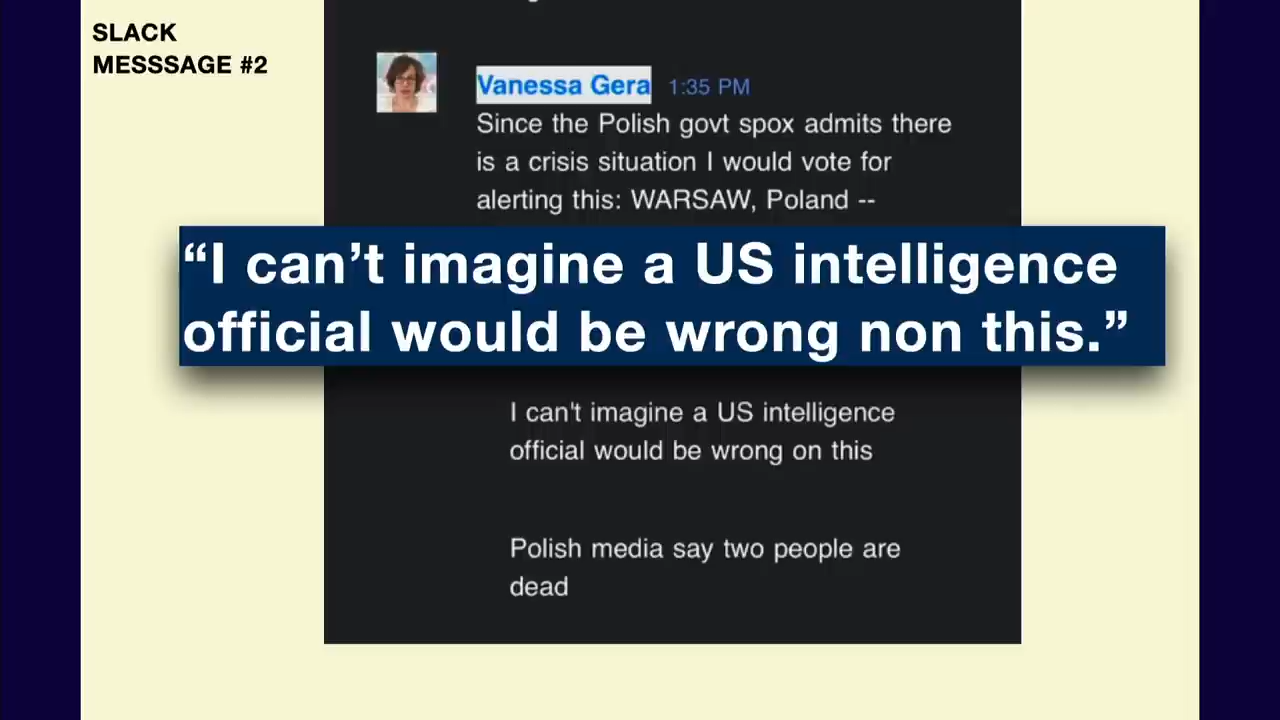 SLACK
MESSSAGE #2
Vanessa Gera 1:35 PM
Since the Polish govt spox admits there
is a crisis situation I would vote for
alerting this: WARSAW, Poland --
“I can’t imagine a US intelligence
official would be wrong non this.”
I can't imagine a US intelligence
official would be wrong on this
Polish media say two people are
dead